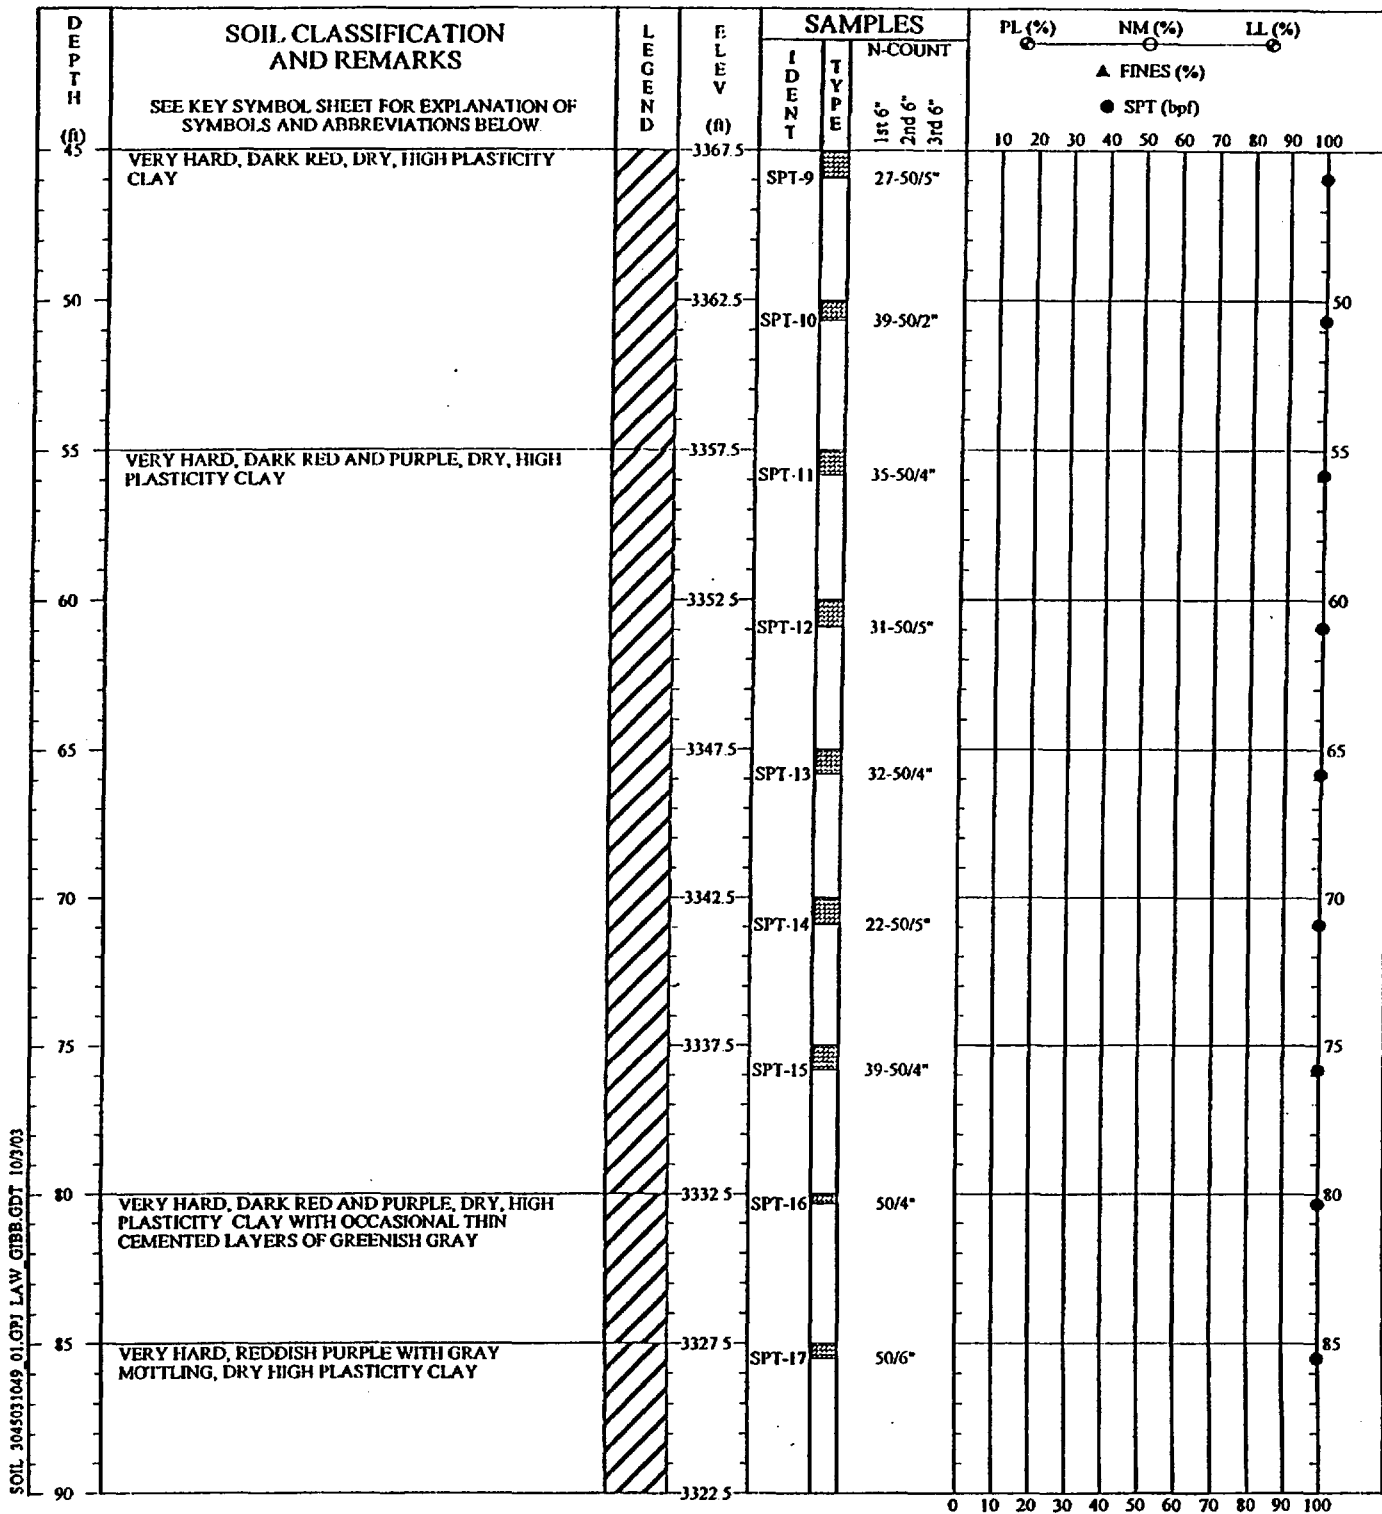 DEPTH
(ft)
SOIL CLASSIFICATION
AND REMARKS
SEE KEY SYMBOL SHEET FOR EXPLANATION OF
SYMBOLS AND ABBREVIATIONS BELOW
LEGEND
ELEV
(ft)
SAMPLES
IDENT
TYPE
N-COUNT
1st 6"
2nd 6"
3rd 6"
PL (%) NM (%) LL (%)
▲ FINES (%)
● SPT (bpf)
10 20 30 40 50 60 70 80 90 100
45
VERY HARD, DARK RED, DRY, HIGH PLASTICITY
CLAY
3367.5
SPT-9 27-50/5"
50 3362.5 50
SPT-10 39-50/2"
55 3357.5 55
VERY HARD, DARK RED AND PURPLE, DRY, HIGH
PLASTICITY CLAY
SPT-11 35-50/4"
60 3352.5 60
SPT-12 31-50/5"
65 3347.5 65
SPT-13 32-50/4"
70 3342.5 70
SPT-14 22-50/5"
75 3337.5 75
SPT-15 39-50/4"
80 3332.5 80
VERY HARD, DARK RED AND PURPLE, DRY, HIGH
PLASTICITY CLAY WITH OCCASIONAL THIN
CEMENTED LAYERS OF GREENISH GRAY
SPT-16 50/4"
85 3327.5 85
VERY HARD, REDDISH PURPLE WITH GRAY
MOTTLING, DRY HIGH PLASTICITY CLAY
SPT-17 50/6"
90 3322.5
0 10 20 30 40 50 60 70 80 90 100
SOIL 3045031049_01.GPJ LAW_GIBB.GDT 10/3/03